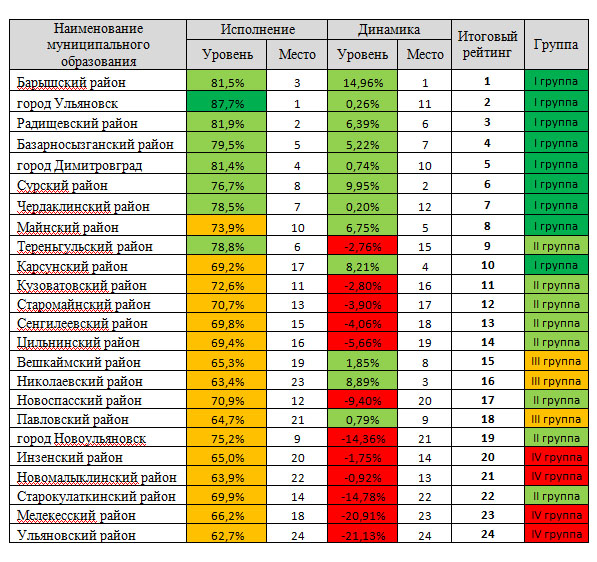 Наименование муниципального образования Исполнение Динамика Итоговый рейтинг Группа
Уровень Место Уровень Место
Барышский район 81,5% 3 14,96% 1 1 I группа
город Ульяновск 87,7% 1 0,26% 11 2 I группа
Радищевский район 81,9% 2 6,39% 6 3 I группа
Базарносызганский район 79,5% 5 5,22% 7 4 I группа
город Димитровград 81,4% 4 0,74% 10 5 I группа
Сурский район 76,7% 8 9,95% 2 6 I группа
Чердаклинский район 78,5% 7 0,20% 12 7 I группа
Майнский район 73,9% 10 6,75% 5 8 I группа
Тереньгульский район 78,8% 6 -2,76% 15 9 II группа
Карсунский район 69,2% 17 8,21% 4 10 I группа
Кузоватовский район 72,6% 11 -2,80% 16 11 II группа
Старомайнский район 70,7% 13 -3,90% 17 12 II группа
Сенгилеевский район 69,8% 15 -4,06% 18 13 II группа
Цильнинский район 69,4% 16 -5,66% 19 14 II группа
Вешкаймский район 65,3% 19 1,85% 8 15 III группа
Николаевский район 63,4% 23 8,89% 3 16 III группа
Новоспасский район 70,9% 12 -9,40% 20 17 II группа
Павловский район 64,7% 21 0,79% 9 18 III группа
город Новоульяновск 75,2% 9 -14,36% 21 19 II группа
Инзенский район 65,0% 20 -1,75% 14 20 IV группа
Новомалыклинский район 63,9% 22 -0,92% 13 21 IV группа
Старокулаткинский район 69,9% 14 -14,78% 22 22 II группа
Мелекесский район 66,2% 18 -20,91% 23 23 IV группа
Ульяновский район 62,7% 24 -21,13% 24 24 IV группа